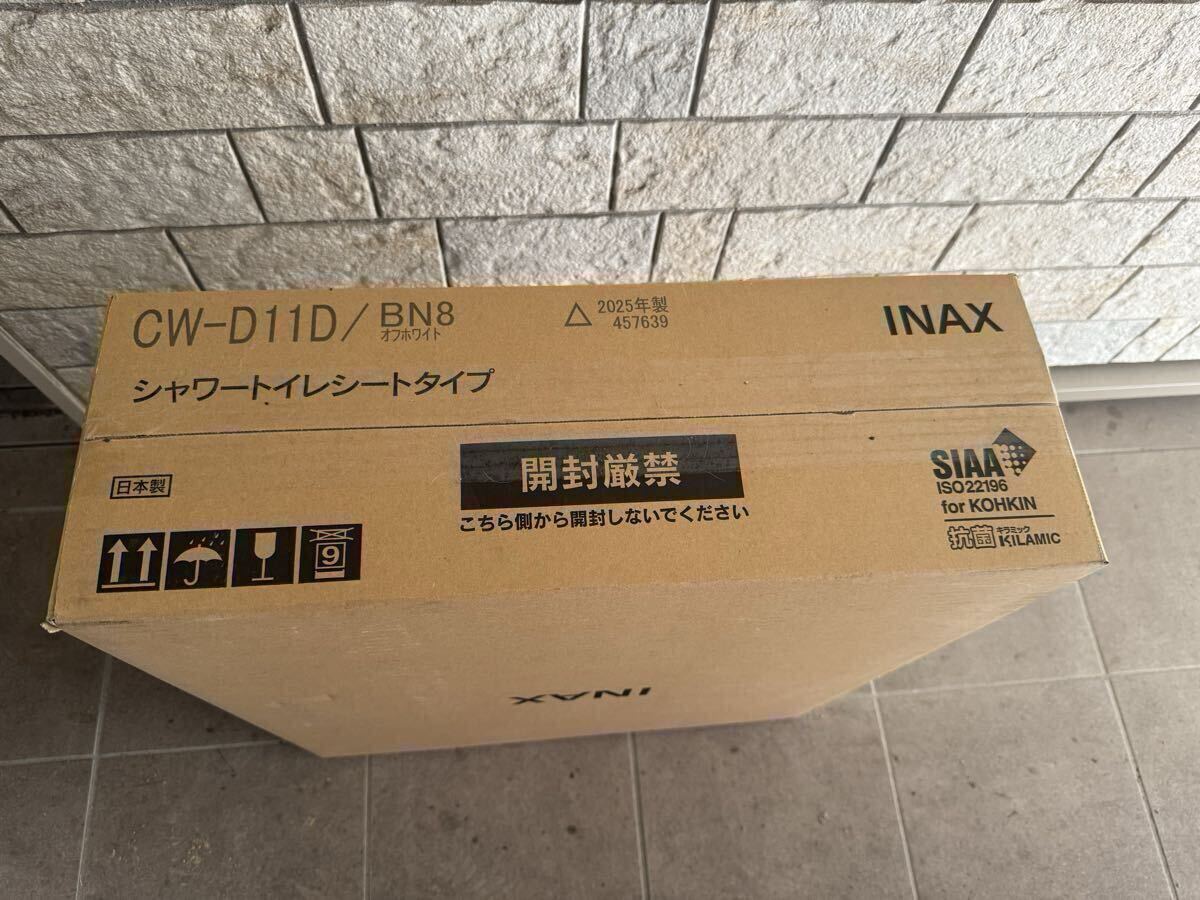 CW-D11D/BN8
オフホワイト
△ 2025年製
457639
INAX
シャワートイレシートタイプ
日本製
開封厳禁
こちら側から開封しないでください
SIAA
ISO22196
for KOHKIN
抗菌 キラミック KILAMIC
9
INAX